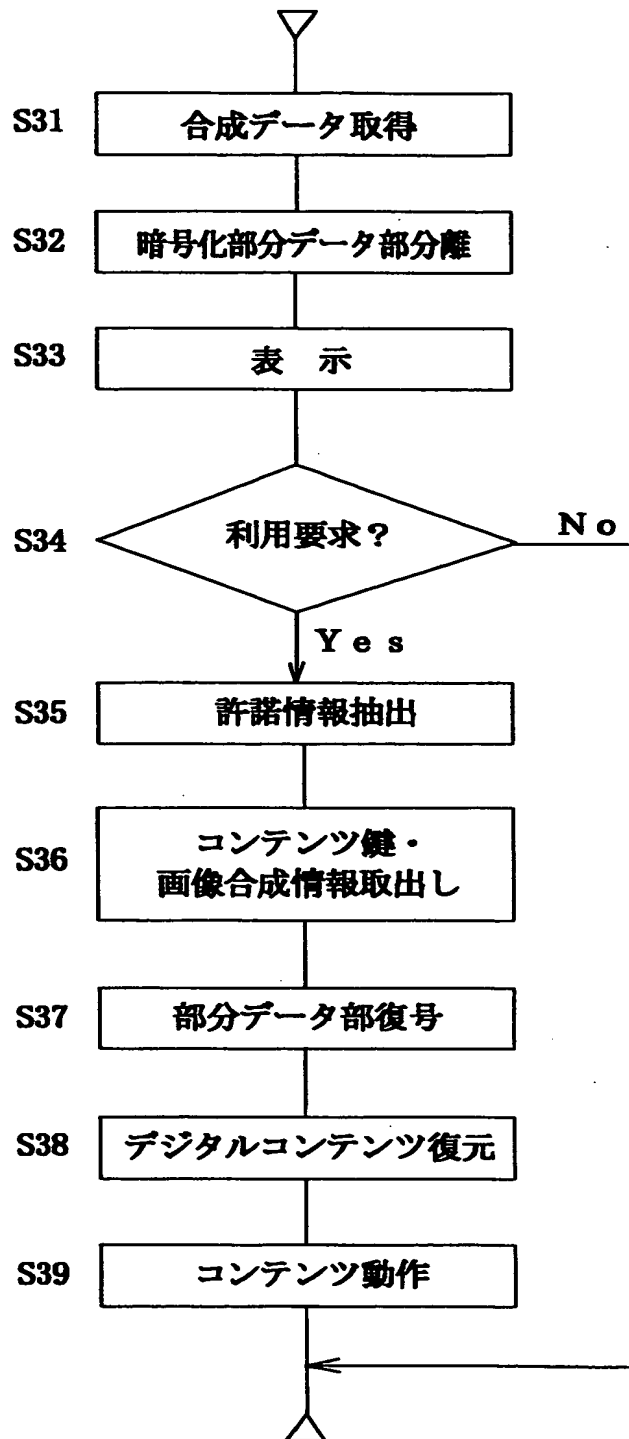 S31 合成データ取得
S32 暗号化部分データ部分離
S33 表 示
S34 利用要求？ No
Yes
S35 許諾情報抽出
コンテンツ鍵・
S36
画像合成情報取出し
S37 部分データ部復号
S38 デジタルコンテンツ復元
S39 コンテンツ動作